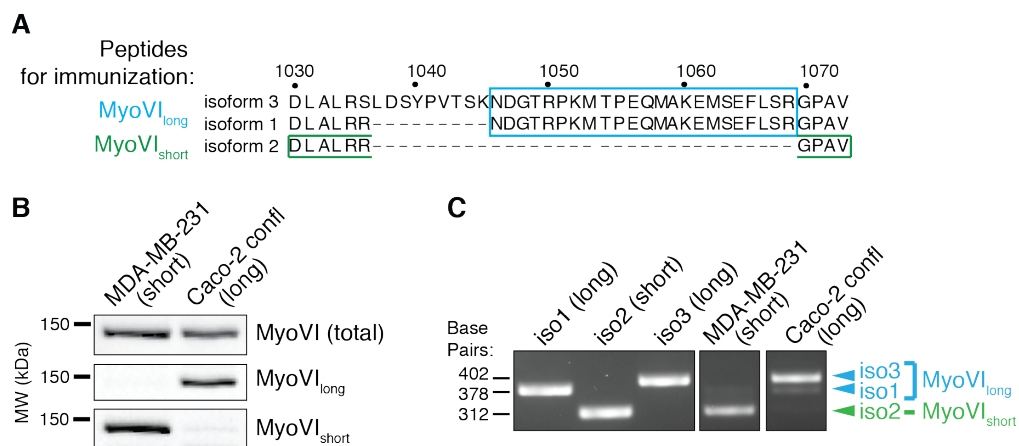 A
Peptides
for immunization:
1030 1040 1050 1060 1070
MyoVIlong
isoform 3 DLALRSLDSYPVTSKNDGTRPKMTPEQMAKEMSEFLSRGPAV
isoform 1 DLALRR---------NDGTRPKMTPEQMAKEMSEFLSRGPAV
MyoVIshort
isoform 2 DLALRR--------------------------------GPAV
B
MDA-MB-231
(short)
Caco-2 confl
(long)
MW (kDa)
150 MyoVI (total)
150 MyoVIlong
150 MyoVIshort
C
iso1 (long)
iso2 (short)
iso3 (long)
MDA-MB-231
(short)
Caco-2 confl
(long)
Base
Pairs:
402
378
312
iso3
iso1
MyoVIlong
iso2 - MyoVIshort